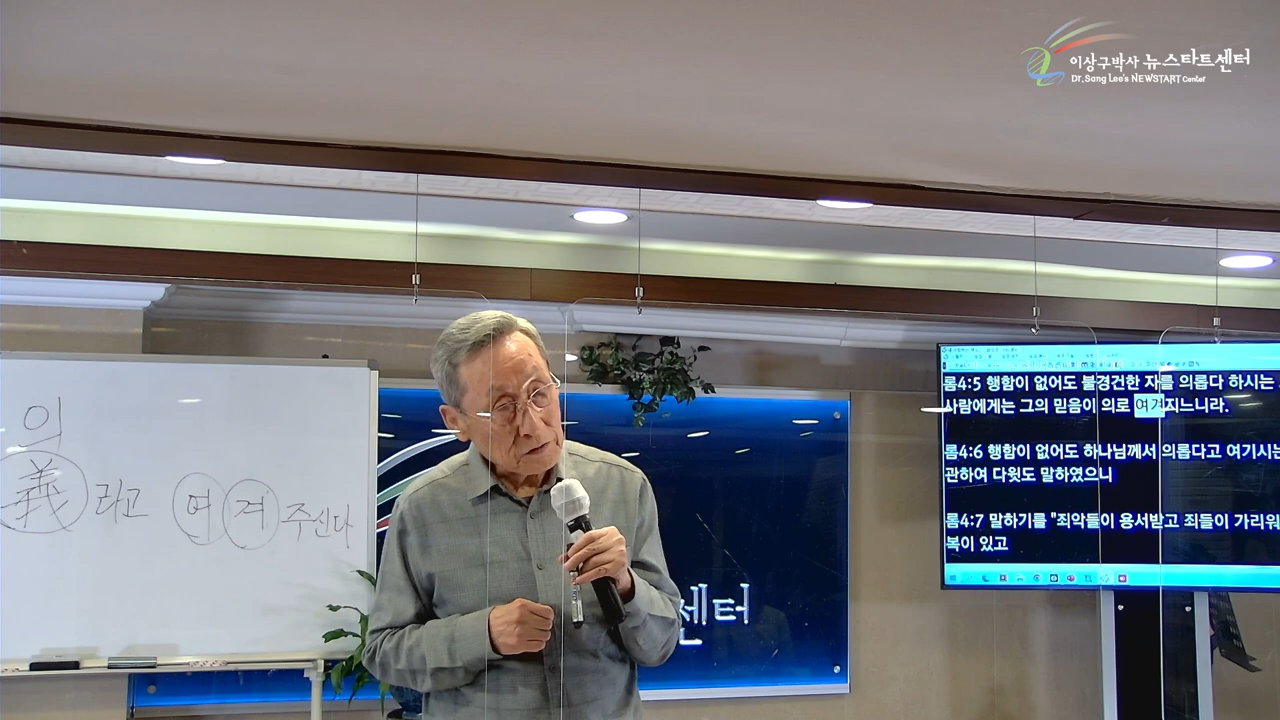 이상구박사 뉴스타트센터
Dr. Sang Lee's NEWSTART Center
의
義라고 여겨 주신다
센터
롬4:5 행함이 없어도 불경건한 자를 의롭다 하시는
사람에게는 그의 믿음이 의로 여겨지느니라.
롬4:6 행함이 없어도 하나님께서 의롭다고 여기시는
관하여 다윗도 말하였으니
롬4:7 말하기를 "죄악들이 용서받고 죄들이 가리워
복이 있고